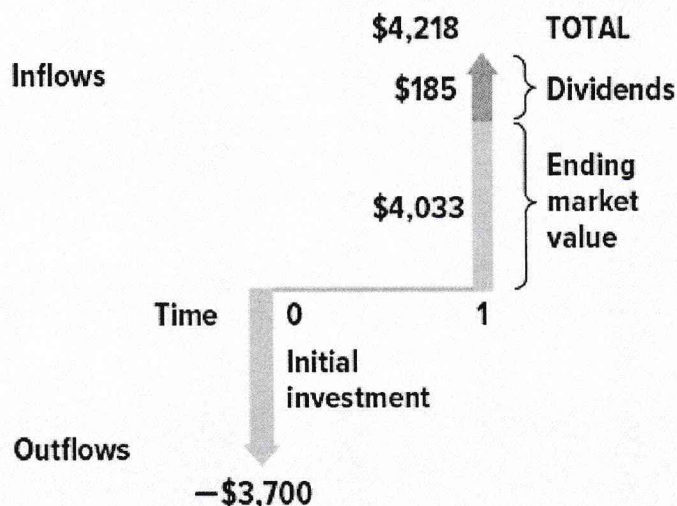 $4,218 TOTAL
Inflows
$185 Dividends
Ending
$4,033 market
value
Time 0 1
Initial
investment
Outflows
–$3,700